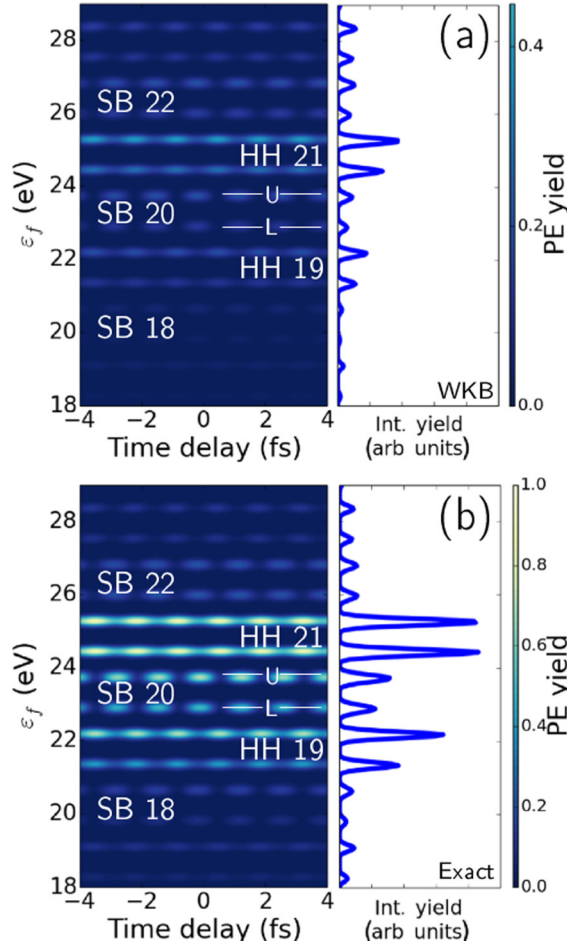 28
26
24
22
20
18
ε_f (eV)
SB 22
HH 21
U
SB 20
L
HH 19
SB 18
−4
−2
0
2
4
Time delay (fs)
(a)
WKB
Int. yield
(arb units)
0.4
0.2
0.0
PE yield
28
26
24
22
20
18
ε_f (eV)
SB 22
HH 21
U
SB 20
L
HH 19
SB 18
−4
−2
0
2
4
Time delay (fs)
(b)
Exact
Int. yield
(arb units)
1.0
0.8
0.6
0.4
0.2
0.0
PE yield